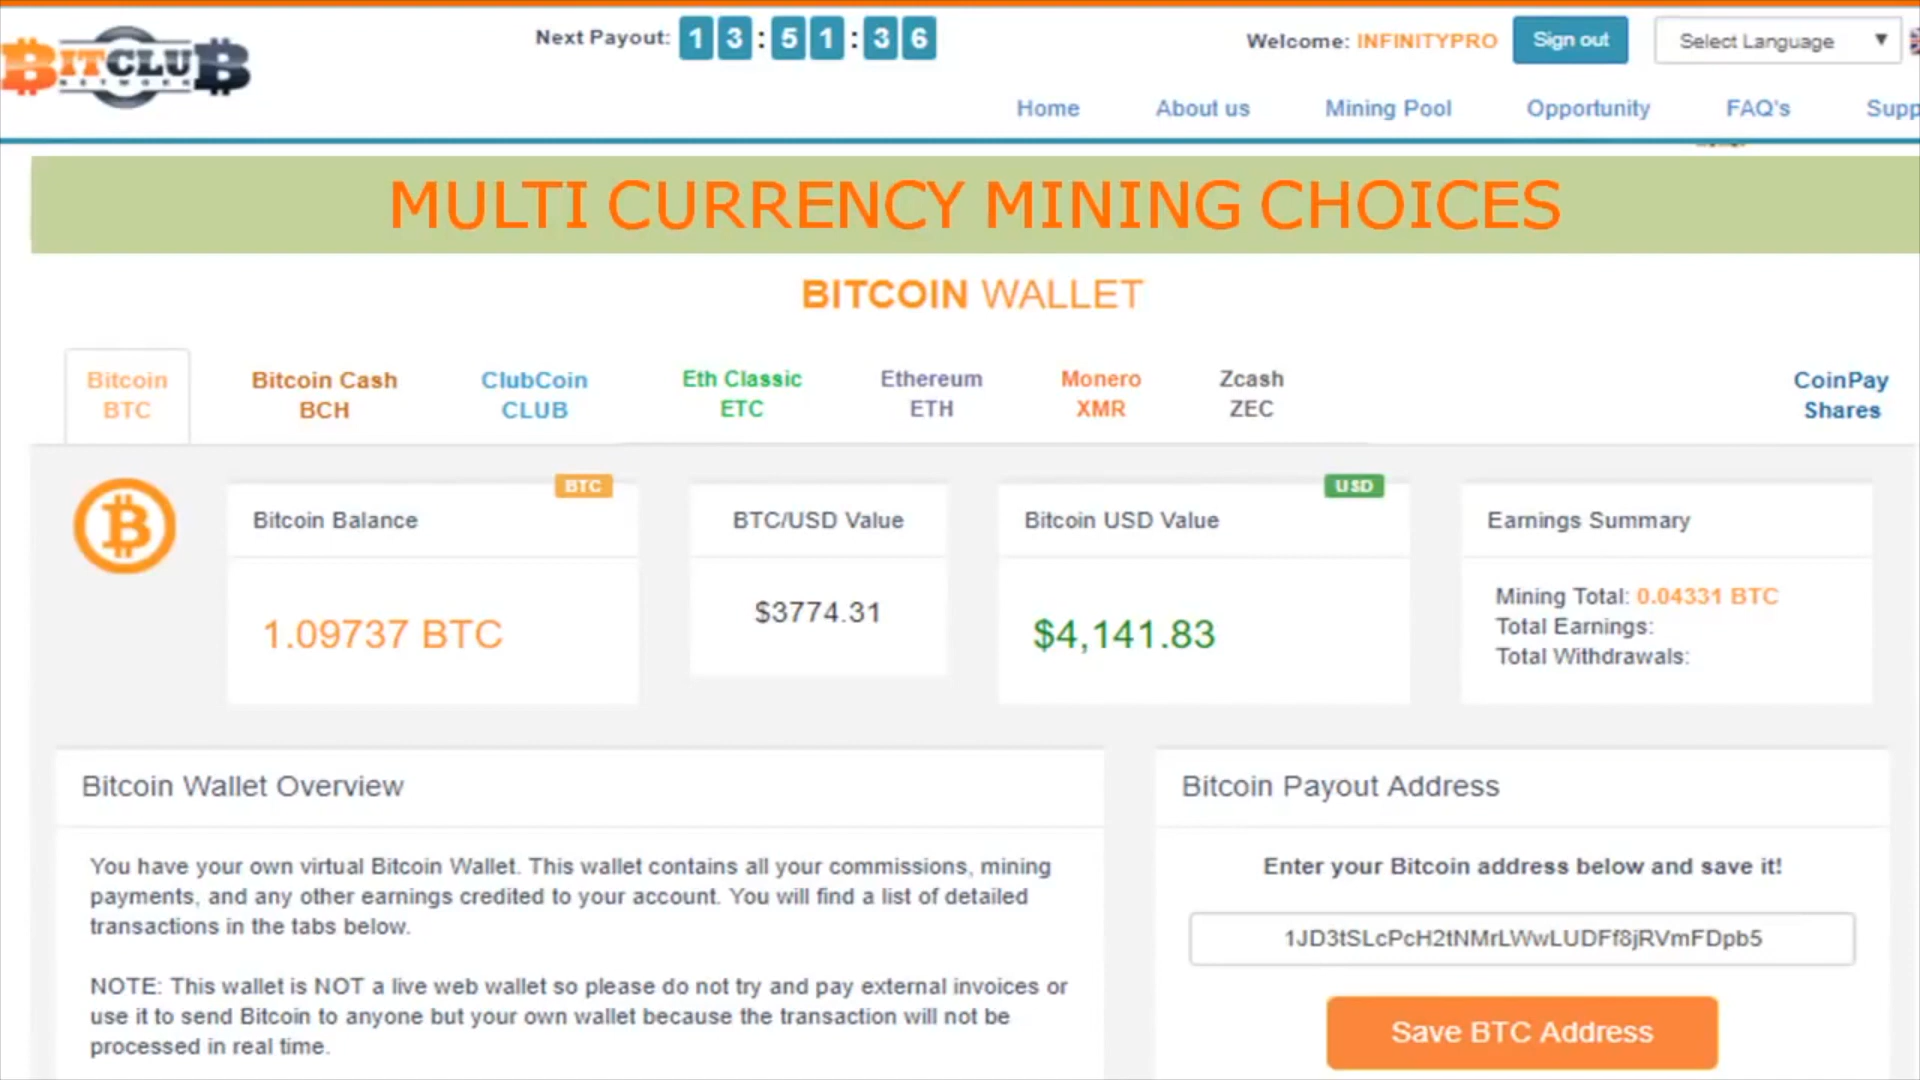 BITCLUB
NETWORK
Next Payout: 13:51:36
Welcome: INFINITYPRO
Sign out
Select Language
Home
About us
Mining Pool
Opportunity
FAQ's
Supp
MULTI CURRENCY MINING CHOICES
BITCOIN WALLET
Bitcoin
BTC
Bitcoin Cash
BCH
ClubCoin
CLUB
Eth Classic
ETC
Ethereum
ETH
Monero
XMR
Zcash
ZEC
CoinPay
Shares
Bitcoin Balance
BTC
1.09737 BTC
BTC/USD Value
$3774.31
Bitcoin USD Value
USD
$4,141.83
Earnings Summary
Mining Total: 0.04331 BTC
Total Earnings:
Total Withdrawals:
Bitcoin Wallet Overview
You have your own virtual Bitcoin Wallet. This wallet contains all your commissions, mining
payments, and any other earnings credited to your account. You will find a list of detailed
transactions in the tabs below.
NOTE: This wallet is NOT a live web wallet so please do not try and pay external invoices or
use it to send Bitcoin to anyone but your own wallet because the transaction will not be
processed in real time.
Bitcoin Payout Address
Enter your Bitcoin address below and save it!
1JD3tSLcPcH2tNMrLWwLUDFf8jRVmFDpb5
Save BTC Address